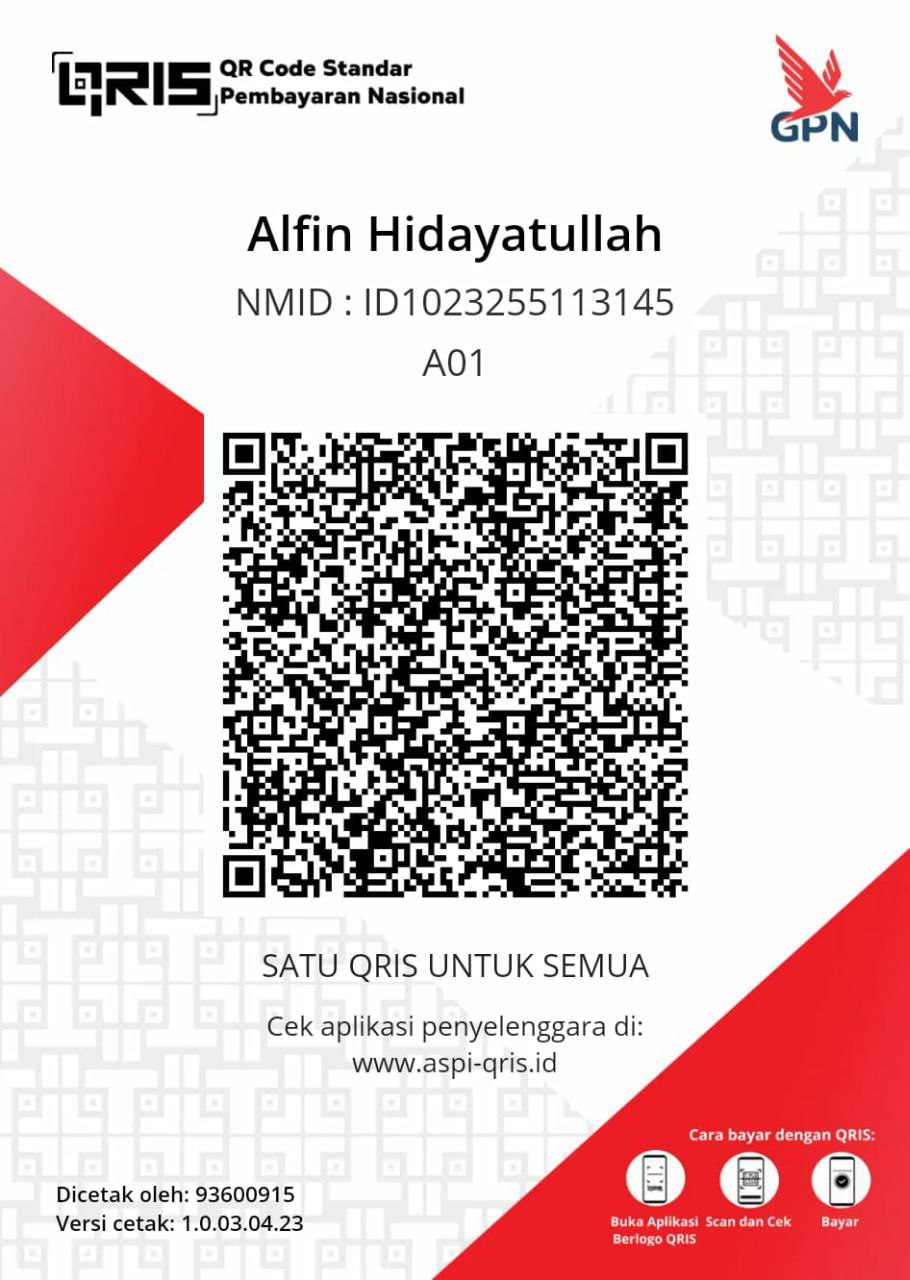 QRIS
QR Code Standar
Pembayaran Nasional
GPN
Alfin Hidayatullah
NMID : ID1023255113145
A01
SATU QRIS UNTUK SEMUA
Cek aplikasi penyelenggara di:
www.aspi-qris.id
Cara bayar dengan QRIS:
Buka Aplikasi
Berlogo QRIS
Scan dan Cek
Bayar
Dicetak oleh: 93600915
Versi cetak: 1.0.03.04.23